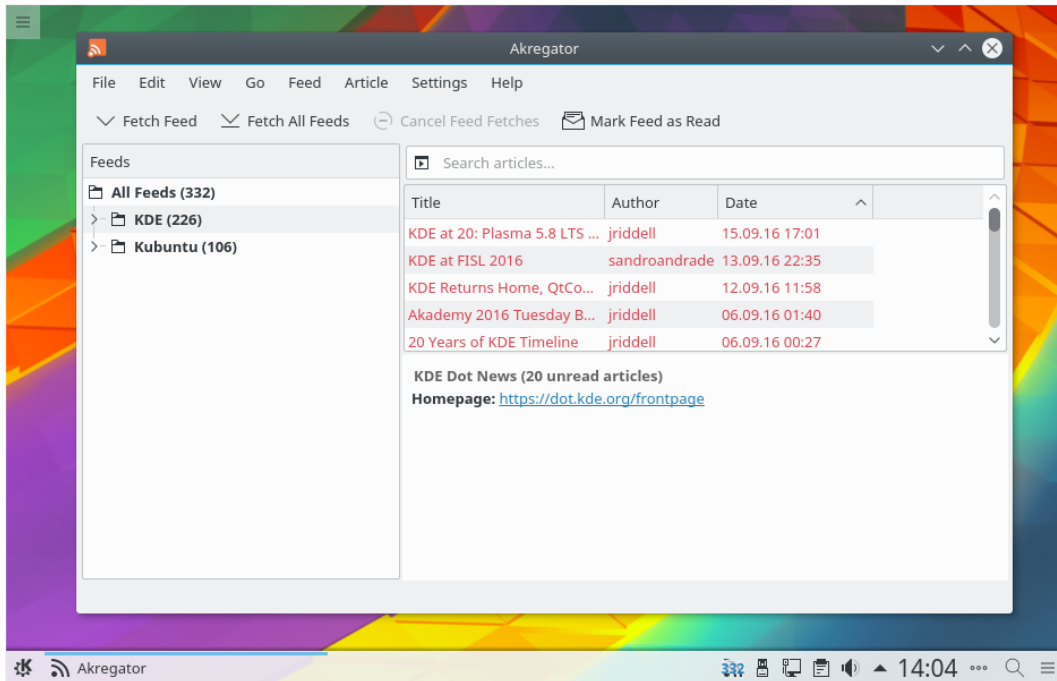 Akregator
File Edit View Go Feed Article Settings Help
Fetch Feed Fetch All Feeds Cancel Feed Fetches Mark Feed as Read
Feeds
All Feeds (332)
KDE (226)
Kubuntu (106)
Search articles...
Title Author Date
KDE at 20: Plasma 5.8 LTS ... jriddell 15.09.16 17:01
KDE at FISL 2016 sandroandrade 13.09.16 22:35
KDE Returns Home, QtCo... jriddell 12.09.16 11:58
Akademy 2016 Tuesday B... jriddell 06.09.16 01:40
20 Years of KDE Timeline jriddell 06.09.16 00:27
KDE Dot News (20 unread articles)
Homepage: https://dot.kde.org/frontpage
Akregator 332 14:04